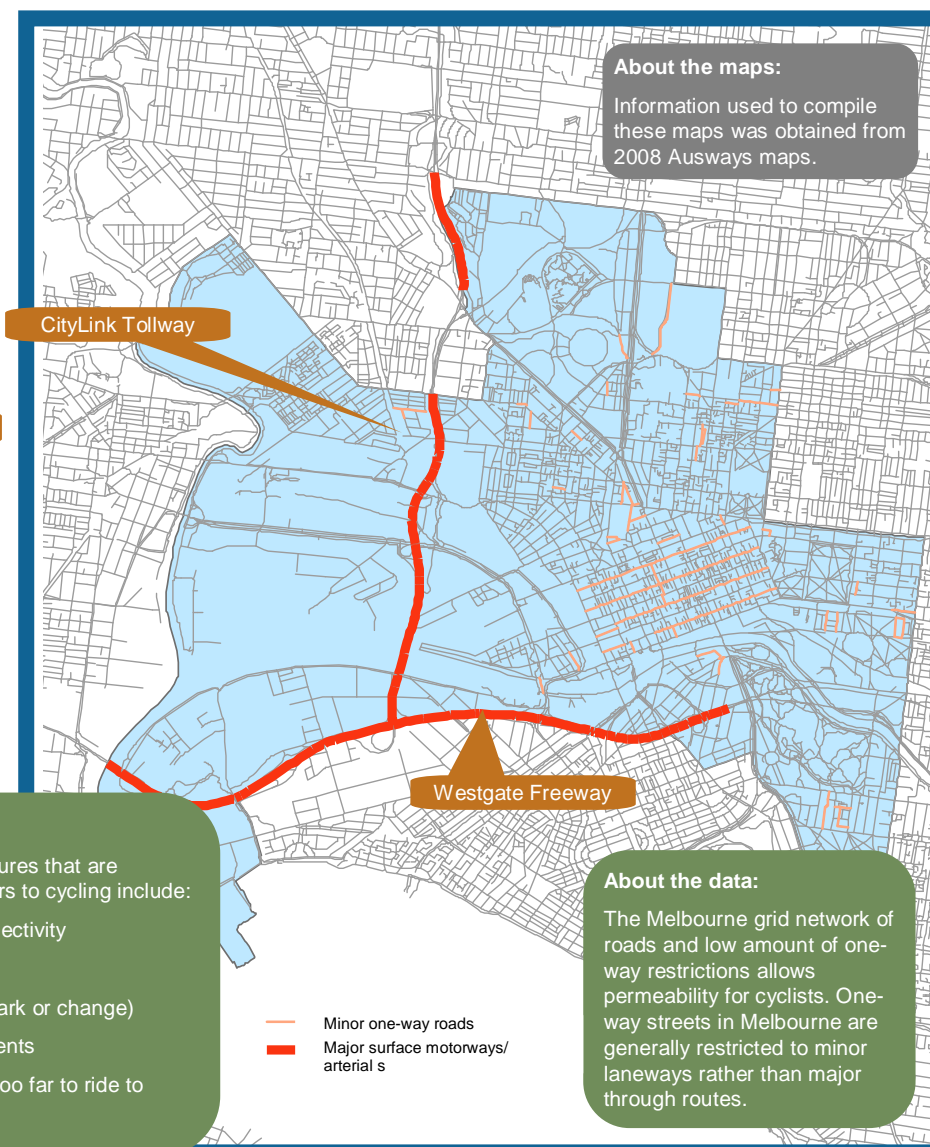 About the maps:
Information used to compile
these maps was obtained from
2008 Ausways maps.
CityLink Tollway
Westgate Freeway
ures that are
rs to cycling include:
ectivity
ark or change)
ents
oo far to ride to
Minor one-way roads
Major surface motorways/
arterial s
About the data:
The Melbourne grid network of
roads and low amount of one-
way restrictions allows
permeability for cyclists. One-
way streets in Melbourne are
generally restricted to minor
laneways rather than major
through routes.